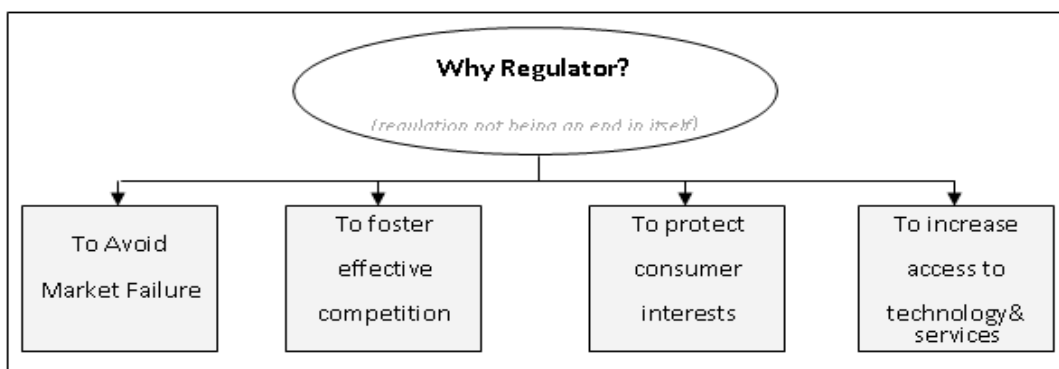 Why Regulator?
(regulation not being an end in itself)
To Avoid
Market Failure
To foster
effective
competition
To protect
consumer
interests
To increase
access to
technology&
services